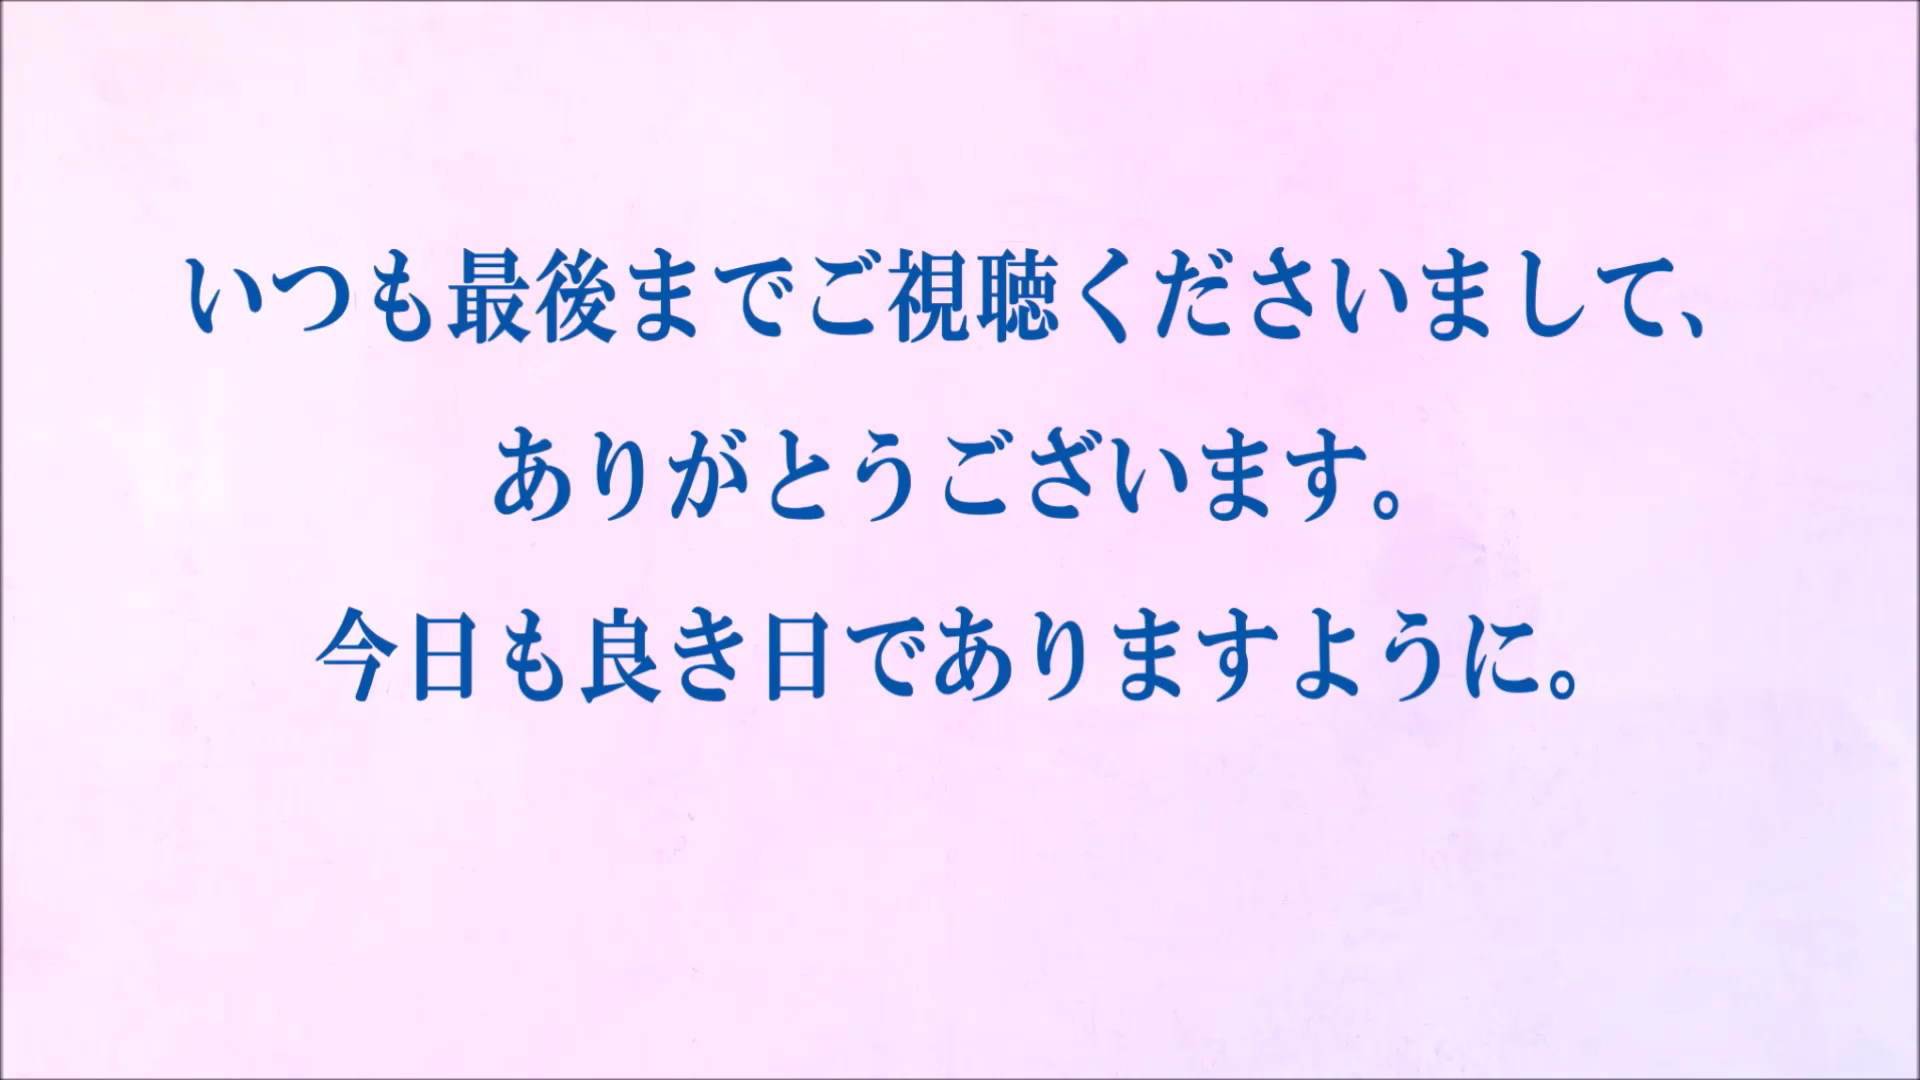 いつも最後までご視聴くださいまして、
ありがとうございます。
今日も良き日でありますように。